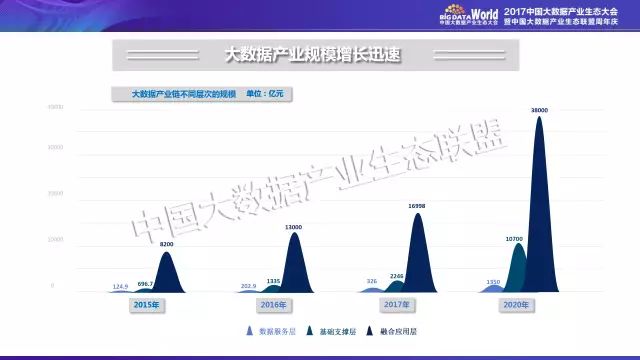 BIG DATA World
中国大数据产业生态大会
2017中国大数据产业生态大会
暨中国大数据产业生态联盟周年庆
大数据产业规模增长迅速
大数据产业链不同层次的规模 单位：亿元
40000
30000
20000
10000
0
124.9
696.7
8200
202.9
1335
13000
326
2246
16998
1350
10700
38000
2015年
2016年
2017年
2020年
数据服务层
基础支撑层
融合应用层
中国大数据产业生态联盟